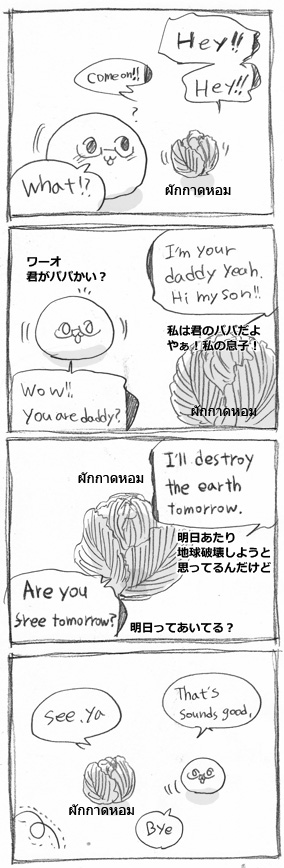 Hey!!
Hey!!
Come on!!
?
What!?
ผักกาดหอม
I'm your
daddy Yeah.
Hi my son!!
ワーオ
君がパパかい？
私は君のパパだよ
やぁ！私の息子！
ผักกาดหอม
Wow!!
You are daddy?
ผักกาดหอม
I'll destroy
the earth
tomorrow.
明日あたり
地球破壊しようと
思ってるんだけど
Are you
sree tomorrow?
明日ってあいてる？
See.Ya
That's
sounds good.
ผักกาดหอม
Bye